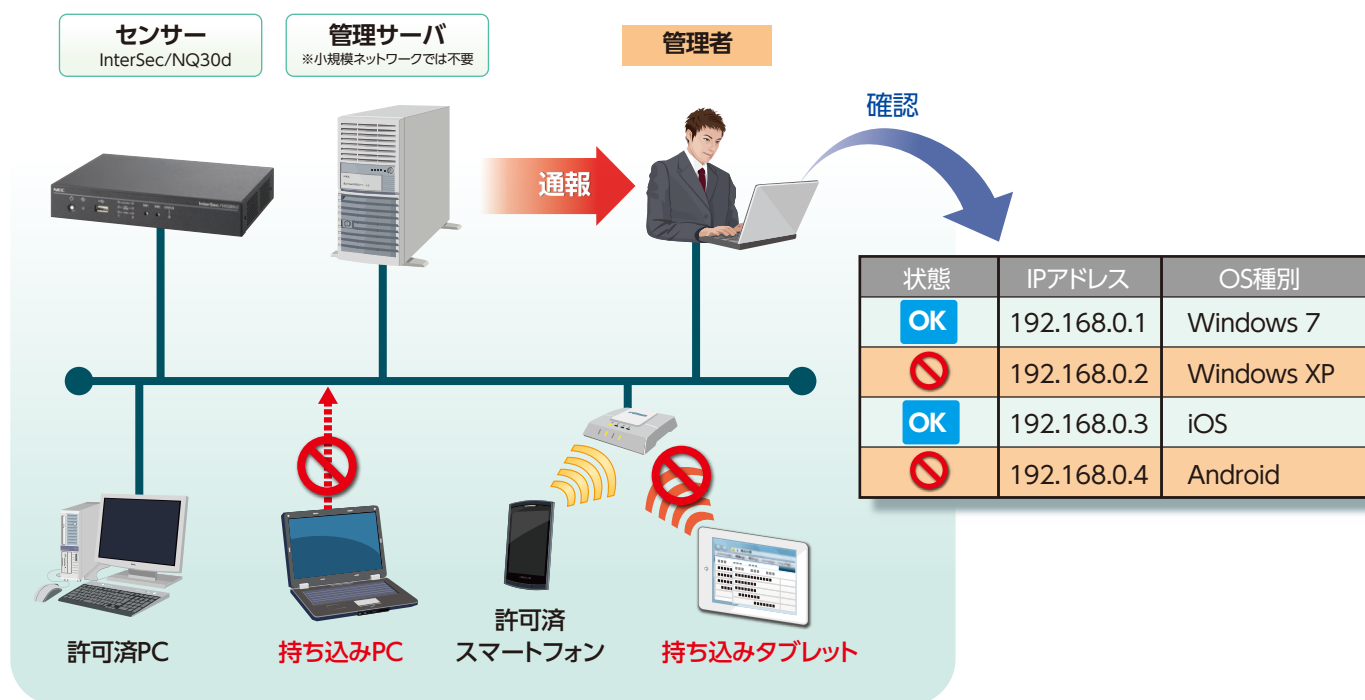 センサー
InterSec/NQ30d
管理サーバ
※小規模ネットワークでは不要
管理者
確認
NEC
InterSec
通報
状態 IPアドレス OS種別
OK 192.168.0.1 Windows 7
192.168.0.2 Windows XP
OK 192.168.0.3 iOS
192.168.0.4 Android
許可済PC
持ち込みPC
許可済
スマートフォン
持ち込みタブレット